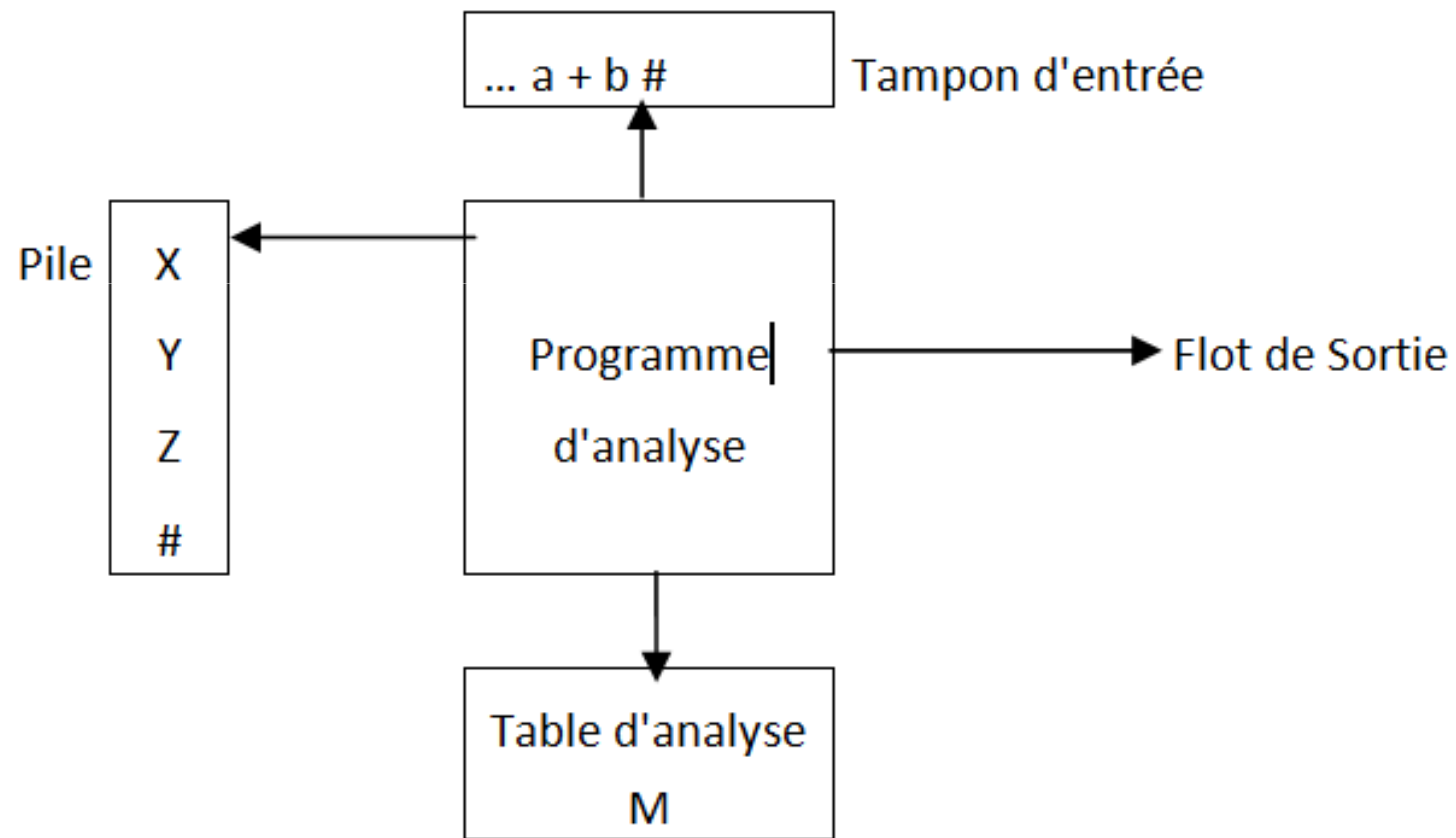 ... a + b #
Tampon d'entrée
Pile
X
Y
Z
#
Programme
d'analyse
Flot de Sortie
Table d'analyse
M